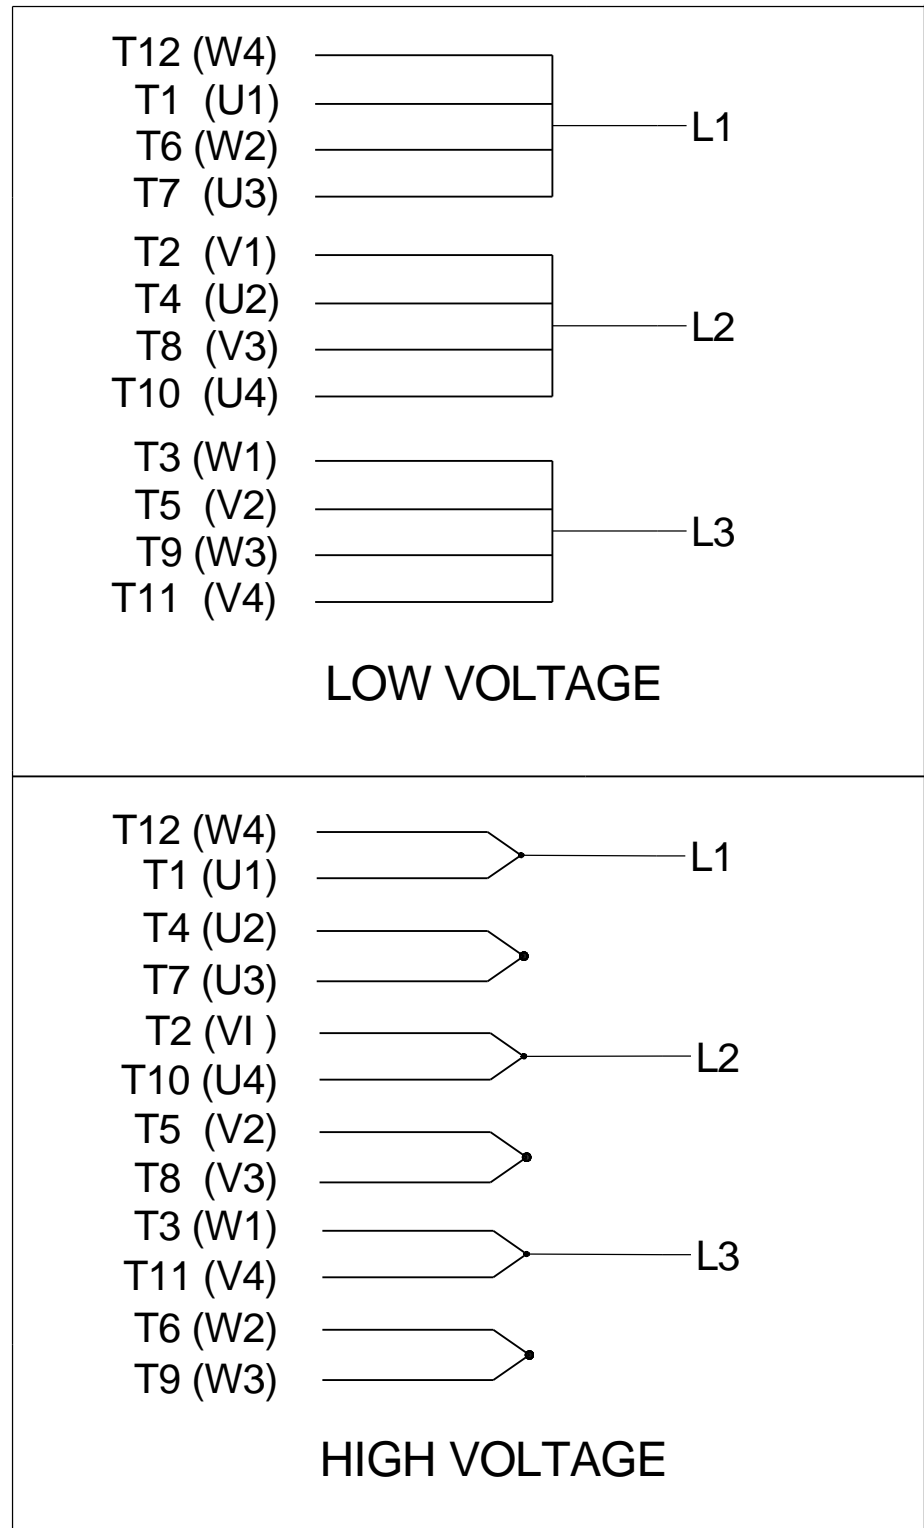 T12 (W4)
T1 (U1)
L1
T6 (W2)
T7 (U3)
T2 (V1)
T4 (U2)
L2
T8 (V3)
T10 (U4)
T3 (W1)
T5 (V2)
L3
T9 (W3)
T11 (V4)
LOW VOLTAGE
T12 (W4)
L1
T1 (U1)
T4 (U2)
T7 (U3)
T2 (VI )
L2
T10 (U4)
T5 (V2)
T8 (V3)
T3 (W1)
L3
T11 (V4)
T6 (W2)
T9 (W3)
HIGH VOLTAGE